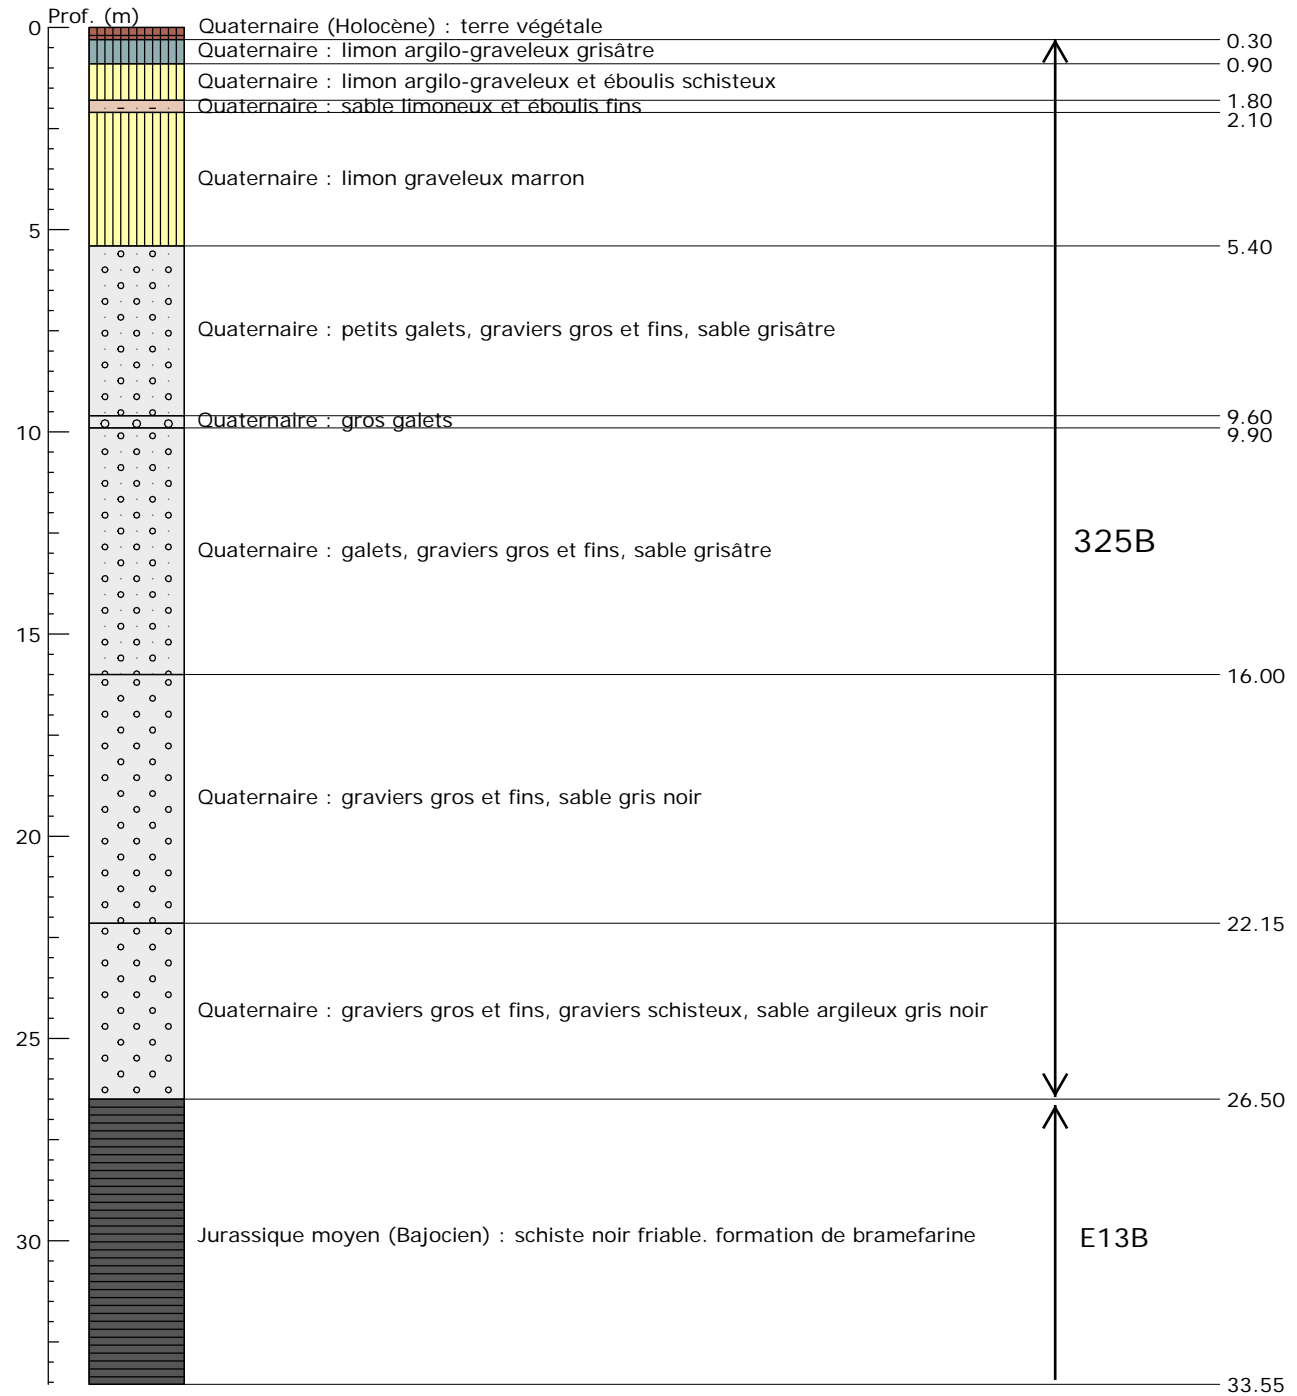 Prof. (m)
0
Quaternaire (Holocène) : terre végétale
0.30
Quaternaire : limon argilo-graveleux grisâtre
0.90
Quaternaire : limon argilo-graveleux et éboulis schisteux
1.80
Quaternaire : sable limoneux et éboulis fins
2.10
Quaternaire : limon graveleux marron
5
5.40
Quaternaire : petits galets, graviers gros et fins, sable grisâtre
9.60
Quaternaire : gros galets
10
9.90
325B
Quaternaire : galets, graviers gros et fins, sable grisâtre
15
16.00
Quaternaire : graviers gros et fins, sable gris noir
20
22.15
Quaternaire : graviers gros et fins, graviers schisteux, sable argileux gris noir
25
26.50
Jurassique moyen (Bajocien) : schiste noir friable. formation de bramefarine
E13B
30
33.55